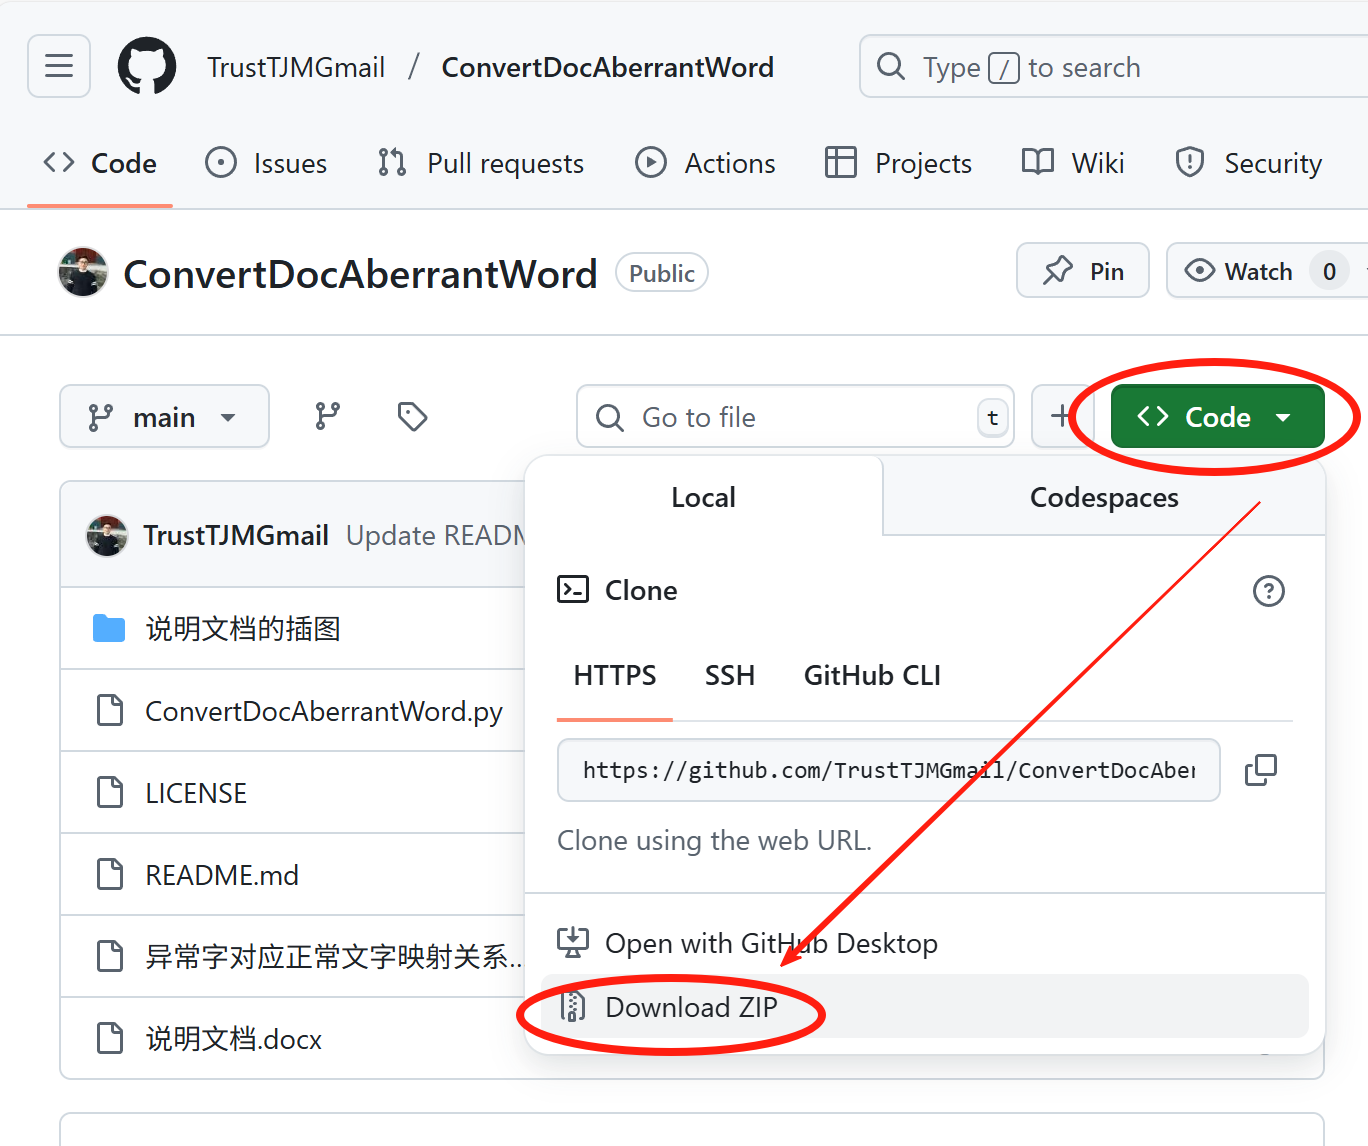 TrustTJMGmail / ConvertDocAberrantWord
Type / to search
Code Issues Pull requests Actions Projects Wiki Security
ConvertDocAberrantWord Public
Pin Watch 0
main
Go to file t
+ Code
Local Codespaces
TrustTJMGmail Update READM
Clone
说明文档的插图
HTTPS SSH GitHub CLI
ConvertDocAberrantWord.py
https://github.com/TrustTJMGmail/ConvertDocAber
LICENSE
Clone using the web URL.
README.md
Open with GitHub Desktop
异常字对应正常文字映射关系...
Download ZIP
说明文档.docx